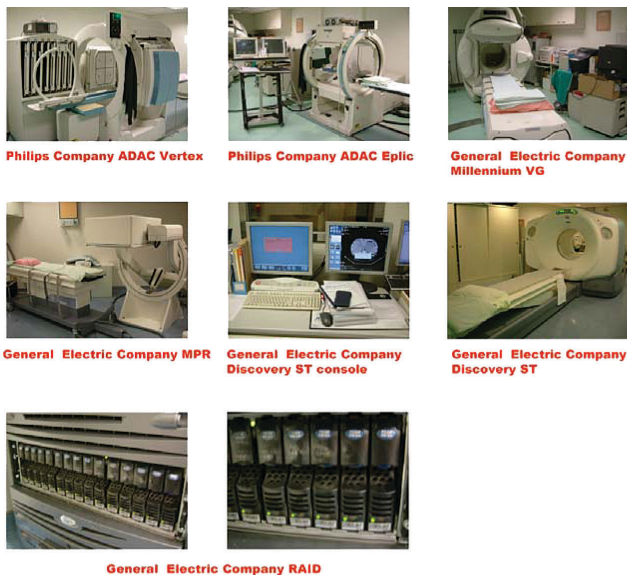 Philips Company ADAC Vertex
Philips Company ADAC Eplic
General Electric Company
Millennium VG
General Electric Company MPR
General Electric Company
Discovery ST console
General Electric Company
Discovery ST
General Electric Company RAID